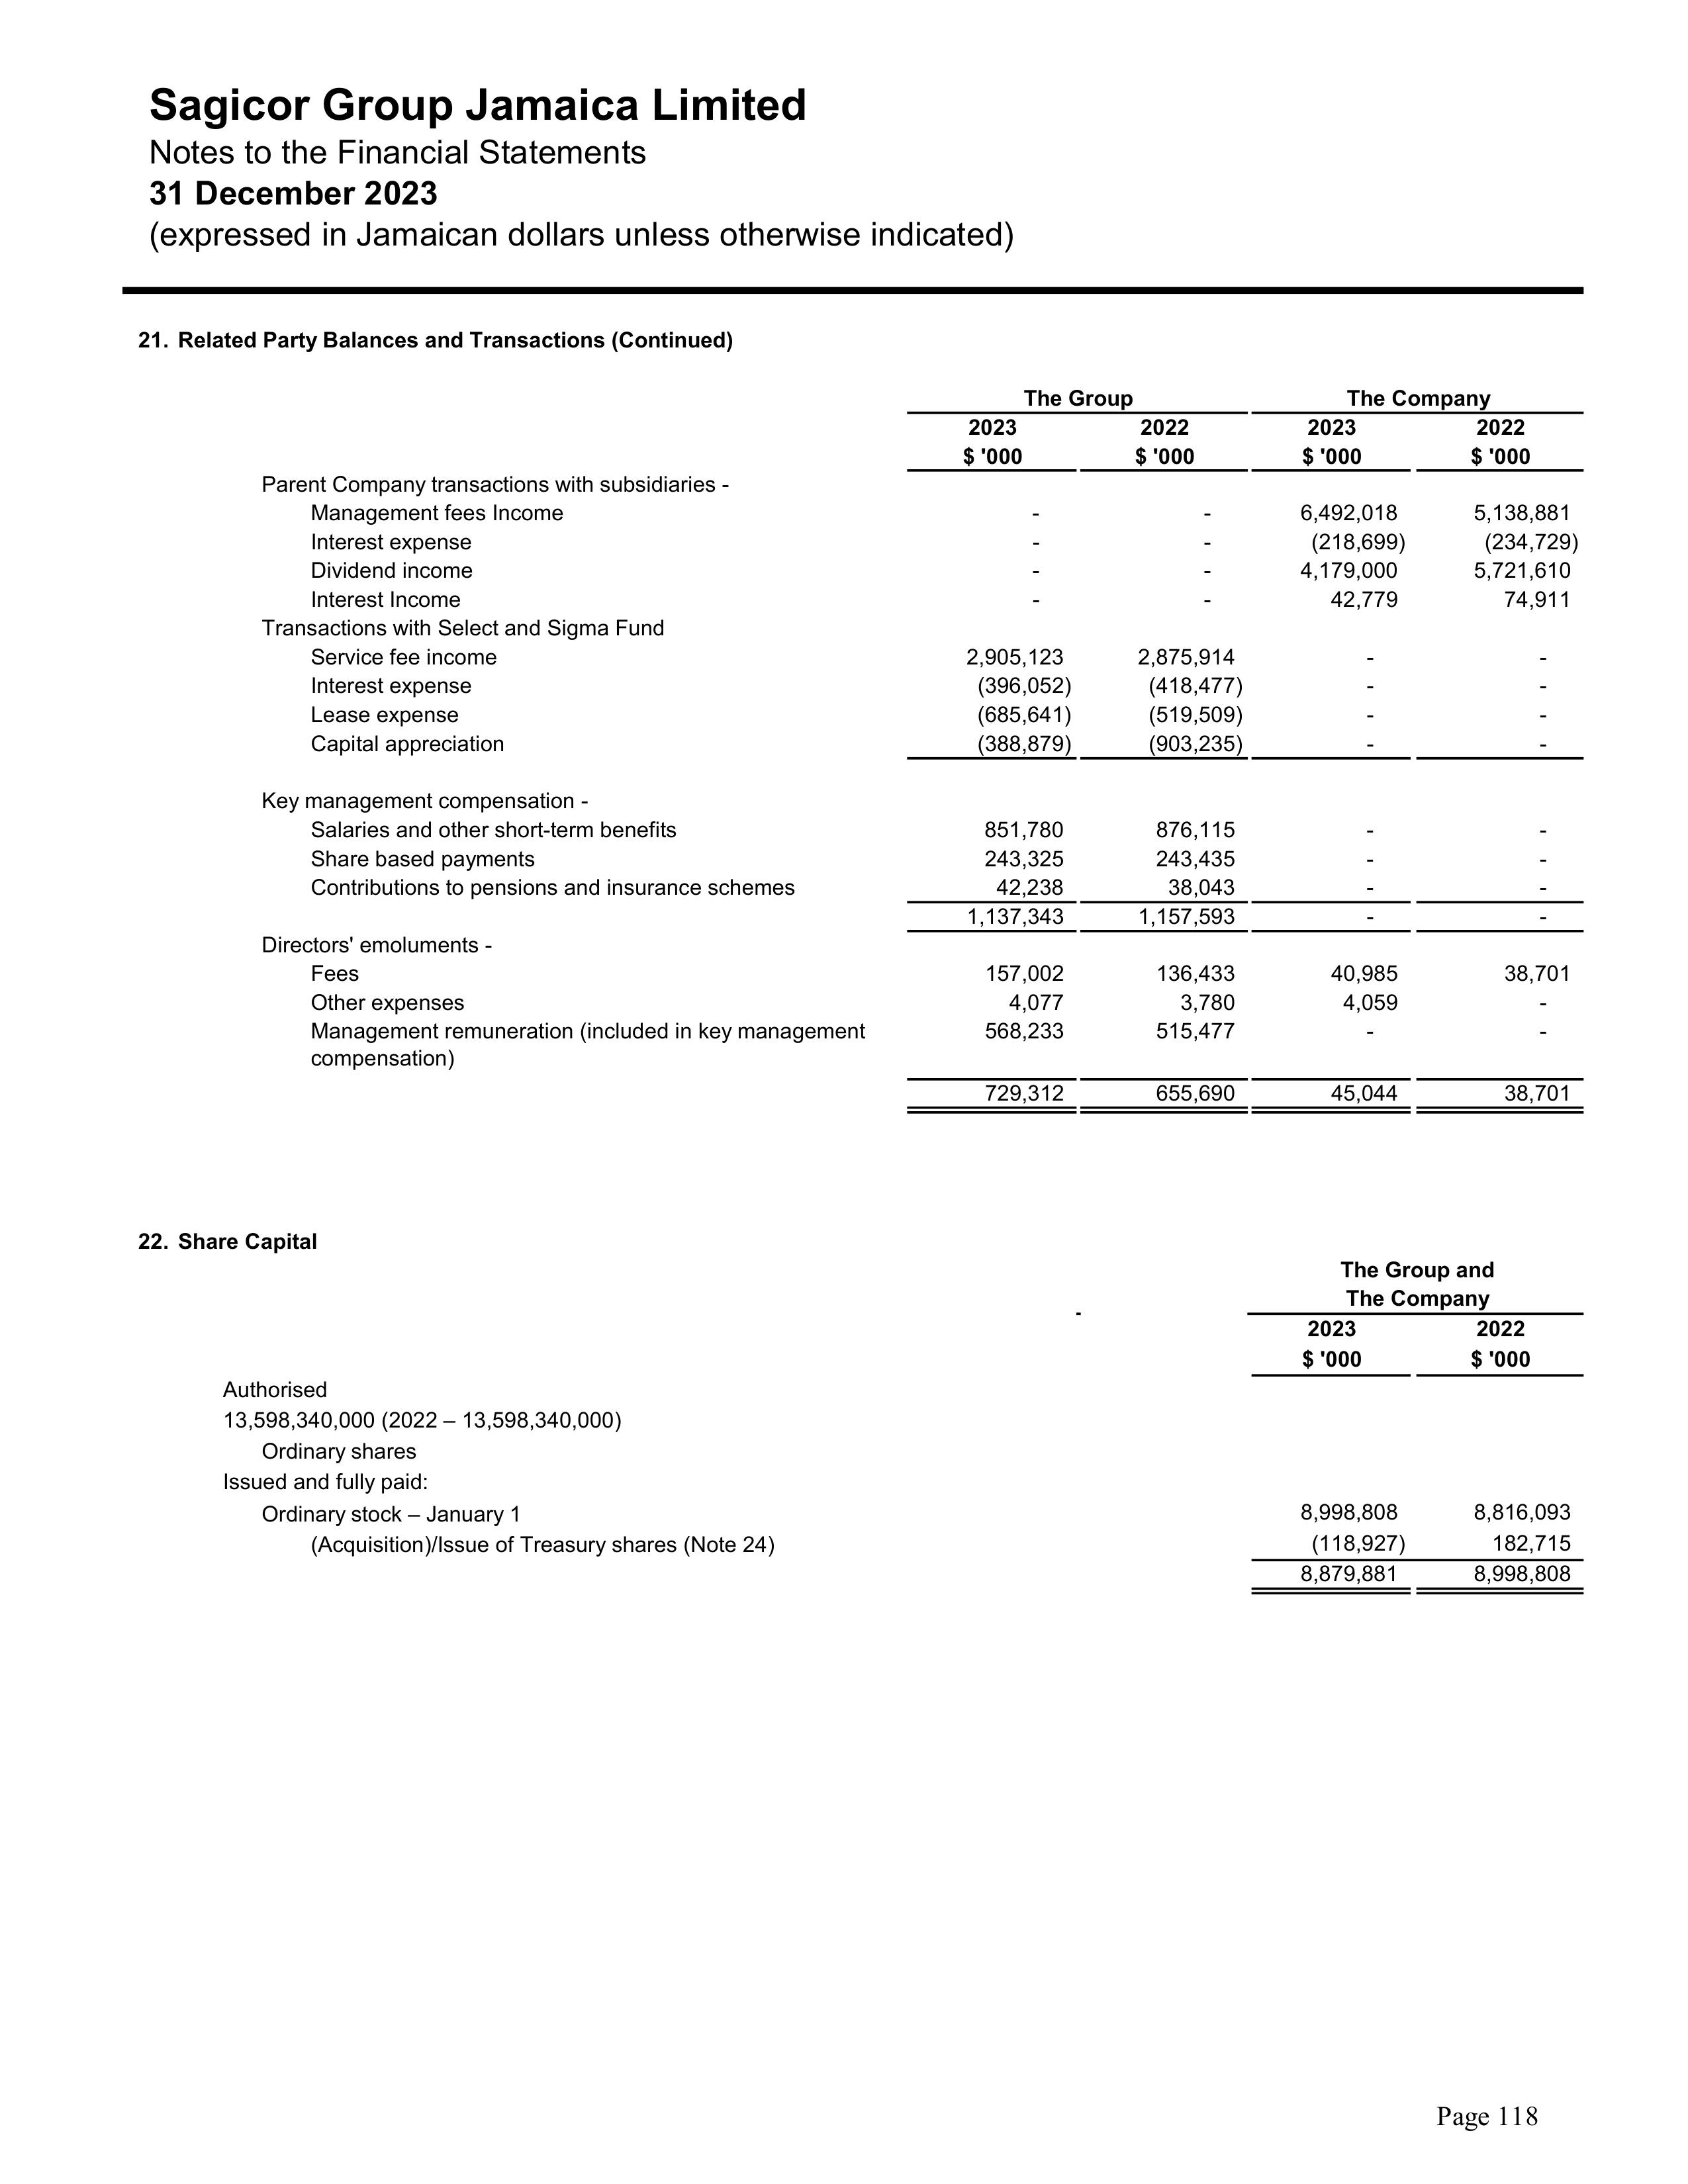 Sagicor Group Jamaica Limited
Notes to the Financial Statements
31 December 2023
(expressed in Jamaican dollars unless otherwise indicated)
21. Related Party Balances and Transactions (Continued)
The Group The Company
2023 2022 2023 2022
$ '000 $ '000 $ '000 $ '000
Parent Company transactions with subsidiaries -
Management fees Income - - 6,492,018 5,138,881
Interest expense - - (218,699) (234,729)
Dividend income - - 4,179,000 5,721,610
Interest Income - - 42,779 74,911
Transactions with Select and Sigma Fund
Service fee income 2,905,123 2,875,914 - -
Interest expense (396,052) (418,477) - -
Lease expense (685,641) (519,509) - -
Capital appreciation (388,879) (903,235) - -
Key management compensation -
Salaries and other short-term benefits 851,780 876,115 - -
Share based payments 243,325 243,435 - -
Contributions to pensions and insurance schemes 42,238 38,043 - -
1,137,343 1,157,593 - -
Directors' emoluments -
Fees 157,002 136,433 40,985 38,701
Other expenses 4,077 3,780 4,059 -
Management remuneration (included in key management 568,233 515,477 - -
compensation)
729,312 655,690 45,044 38,701
22. Share Capital
The Group and
- The Company
2023 2022
$ '000 $ '000
Authorised
13,598,340,000 (2022 – 13,598,340,000)
Ordinary shares
Issued and fully paid:
Ordinary stock – January 1 8,998,808 8,816,093
(Acquisition)/Issue of Treasury shares (Note 24) (118,927) 182,715
8,879,881 8,998,808
Page 118